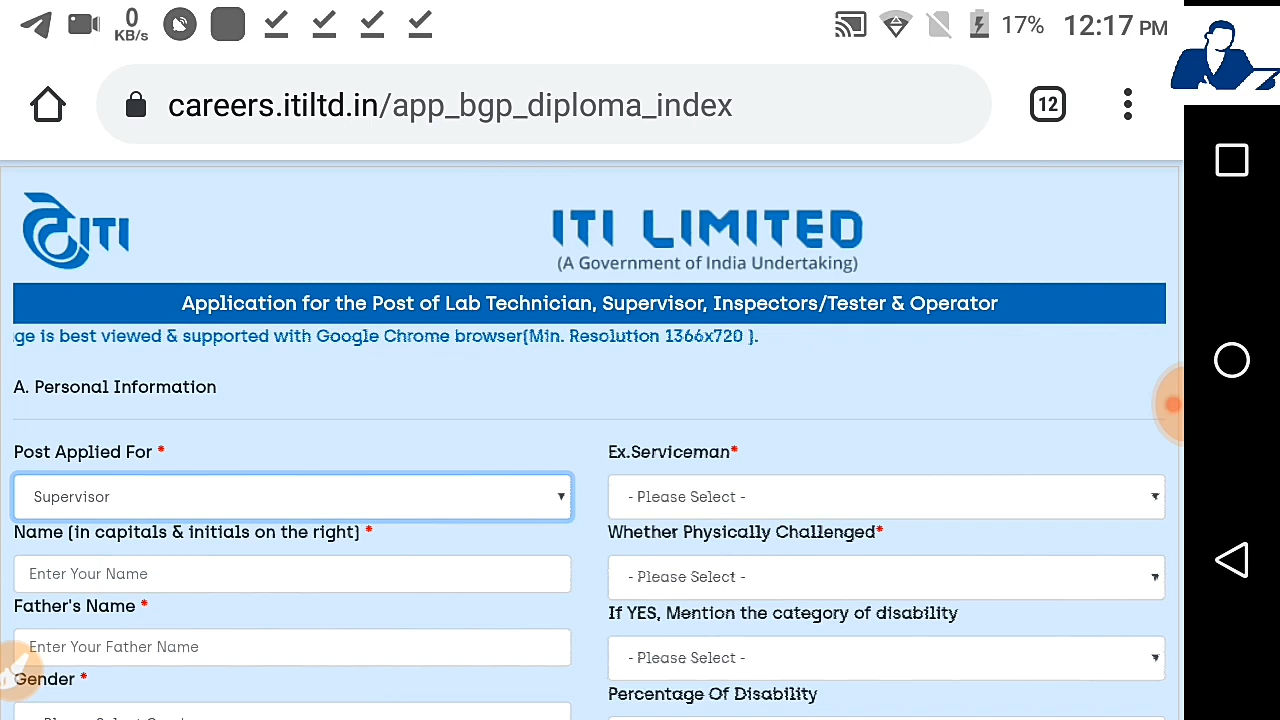 0
KB/s
17%
12:17 PM
careers.itiltd.in/app_bgp_diploma_index
12
ITI
ITI LIMITED
(A Government of India Undertaking)
Application for the Post of Lab Technician, Supervisor, Inspectors/Tester & Operator
ge is best viewed & supported with Google Chrome browser(Min. Resolution 1366x720 ).
A. Personal Information
Post Applied For *
Ex.Serviceman*
Supervisor
- Please Select -
Name (in capitals & initials on the right) *
Whether Physically Challenged*
Enter Your Name
- Please Select -
Father's Name *
If YES, Mention the category of disability
Enter Your Father Name
- Please Select -
Gender *
Percentage Of Disability